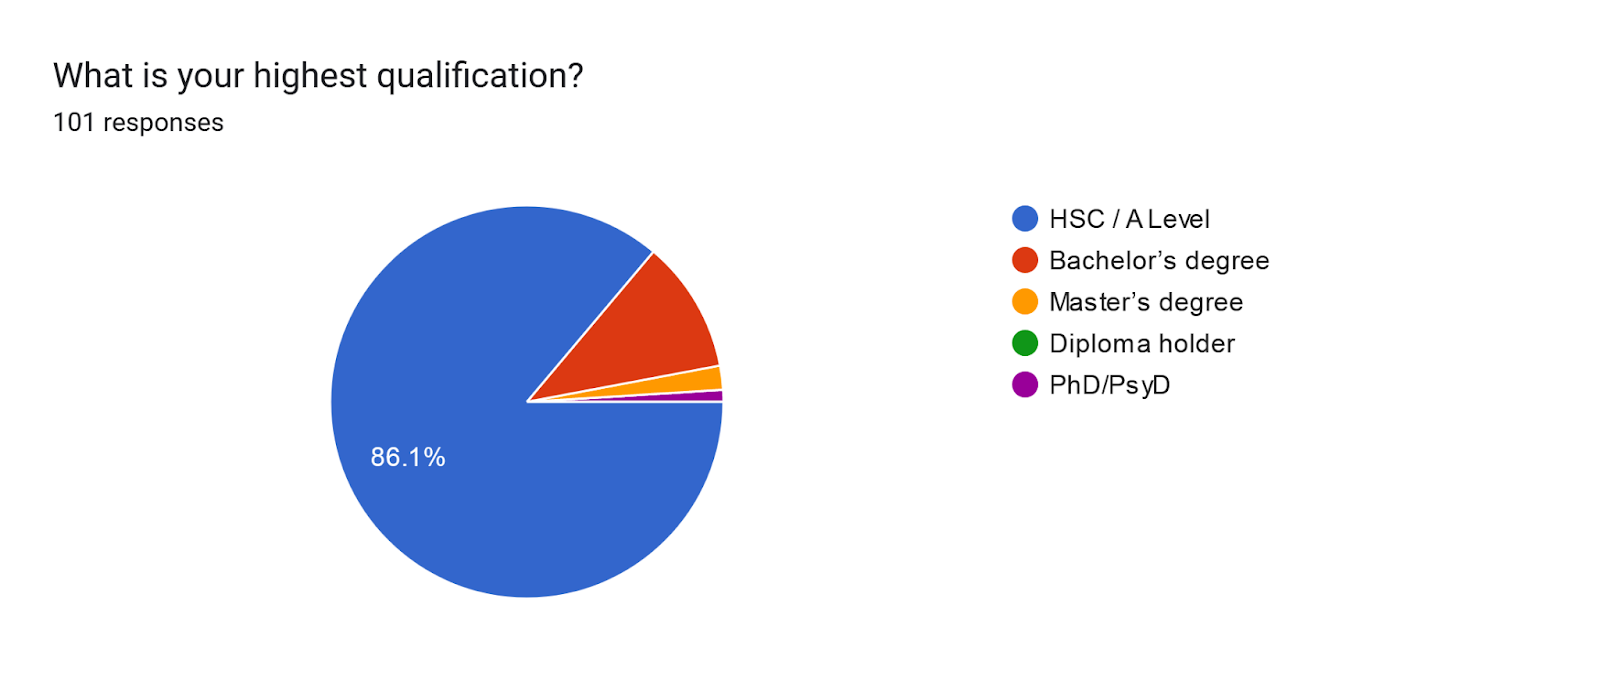 What is your highest qualification?
101 responses
86.1%
HSC / A Level
Bachelor’s degree
Master’s degree
Diploma holder
PhD/PsyD